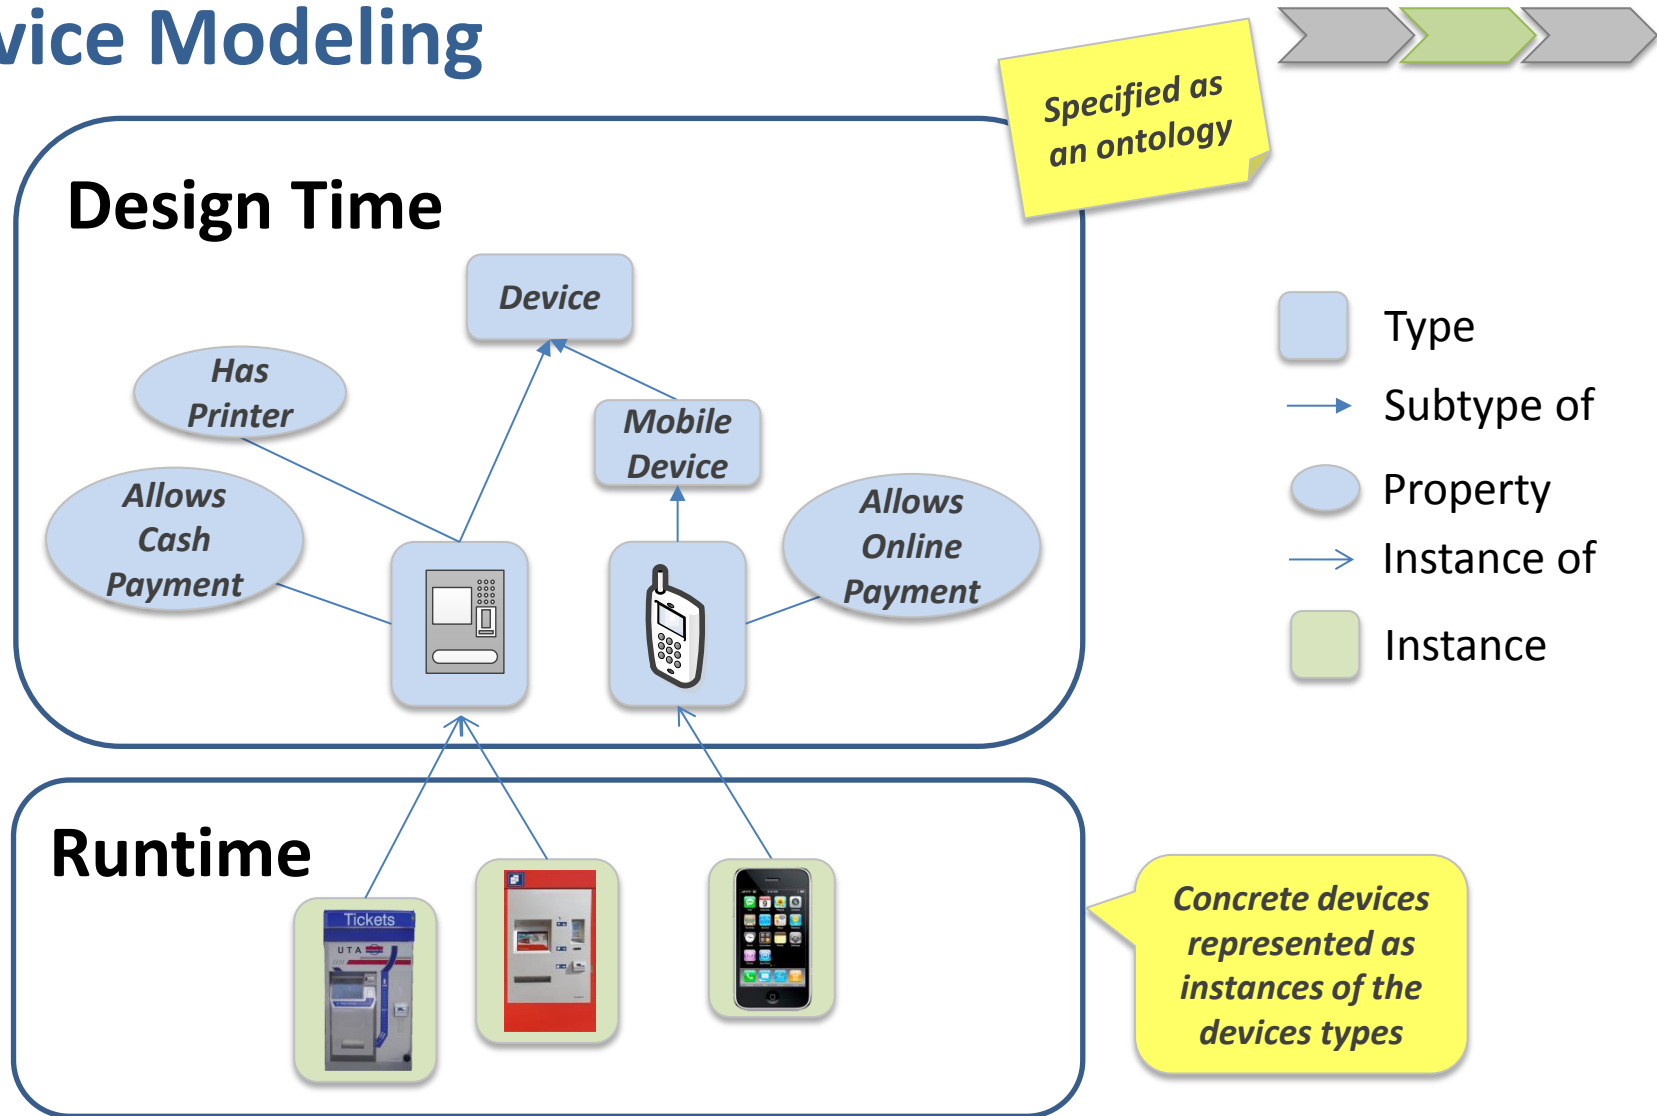 vice Modeling
Specified as
an ontology
Design Time
Device
Has
Printer
Mobile
Device
Allows
Cash
Payment
Allows
Online
Payment
Type
Subtype of
Property
Instance of
Instance
Runtime
Tickets
UTA
Concrete devices
represented as
instances of the
devices types